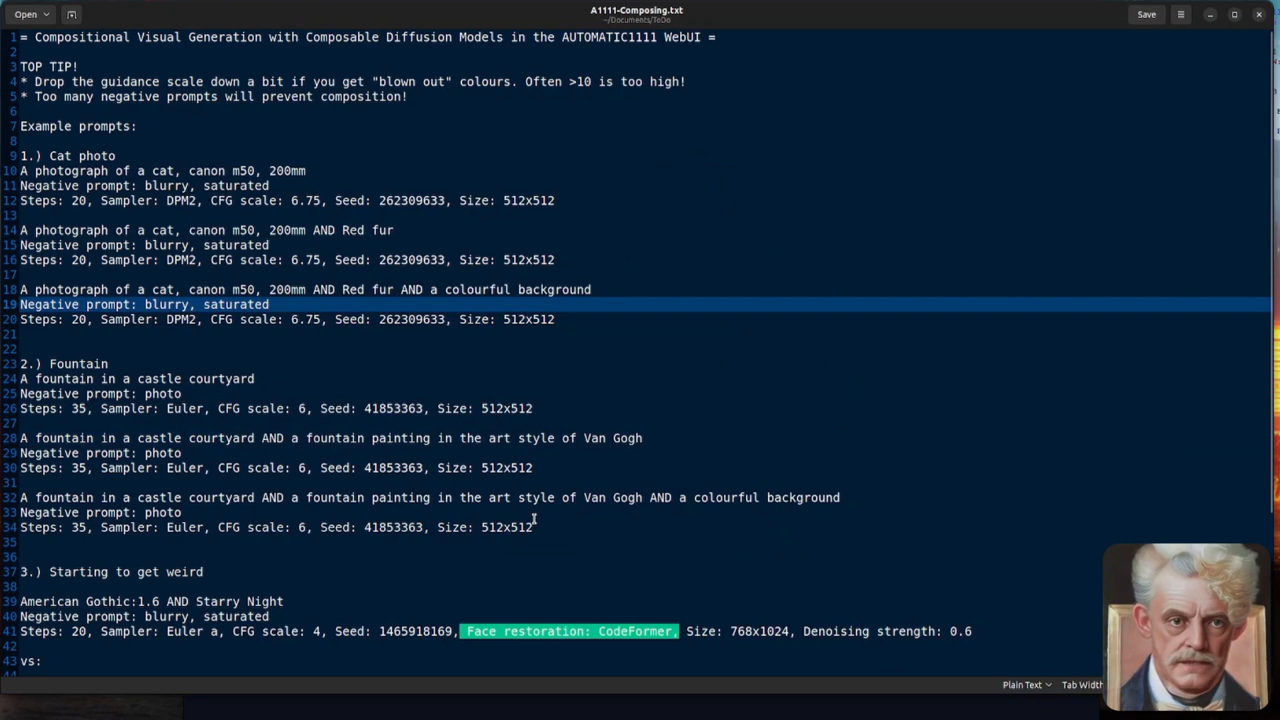 Open
A1111-Composing.txt
~/Documents/ToDo
Save
1 = Compositional Visual Generation with Composable Diffusion Models in the AUTOMATIC1111 WebUI =
2
3 TOP TIP!
4 * Drop the guidance scale down a bit if you get "blown out" colours. Often >10 is too high!
5 * Too many negative prompts will prevent composition!
6
7 Example prompts:
8
9 1.) Cat photo
10 A photograph of a cat, canon m50, 200mm
11 Negative prompt: blurry, saturated
12 Steps: 20, Sampler: DPM2, CFG scale: 6.75, Seed: 262309633, Size: 512x512
13
14 A photograph of a cat, canon m50, 200mm AND Red fur
15 Negative prompt: blurry, saturated
16 Steps: 20, Sampler: DPM2, CFG scale: 6.75, Seed: 262309633, Size: 512x512
17
18 A photograph of a cat, canon m50, 200mm AND Red fur AND a colourful background
19 Negative prompt: blurry, saturated
20 Steps: 20, Sampler: DPM2, CFG scale: 6.75, Seed: 262309633, Size: 512x512
21
22
23 2.) Fountain
24 A fountain in a castle courtyard
25 Negative prompt: photo
26 Steps: 35, Sampler: Euler, CFG scale: 6, Seed: 41853363, Size: 512x512
27
28 A fountain in a castle courtyard AND a fountain painting in the art style of Van Gogh
29 Negative prompt: photo
30 Steps: 35, Sampler: Euler, CFG scale: 6, Seed: 41853363, Size: 512x512
31
32 A fountain in a castle courtyard AND a fountain painting in the art style of Van Gogh AND a colourful background
33 Negative prompt: photo
34 Steps: 35, Sampler: Euler, CFG scale: 6, Seed: 41853363, Size: 512x512
35
36
37 3.) Starting to get weird
38
39 American Gothic:1.6 AND Starry Night
40 Negative prompt: blurry, saturated
41 Steps: 20, Sampler: Euler a, CFG scale: 4, Seed: 1465918169, Face restoration: CodeFormer, Size: 768x1024, Denoising strength: 0.6
42
43 vs:
44
Plain Text
Tab Width